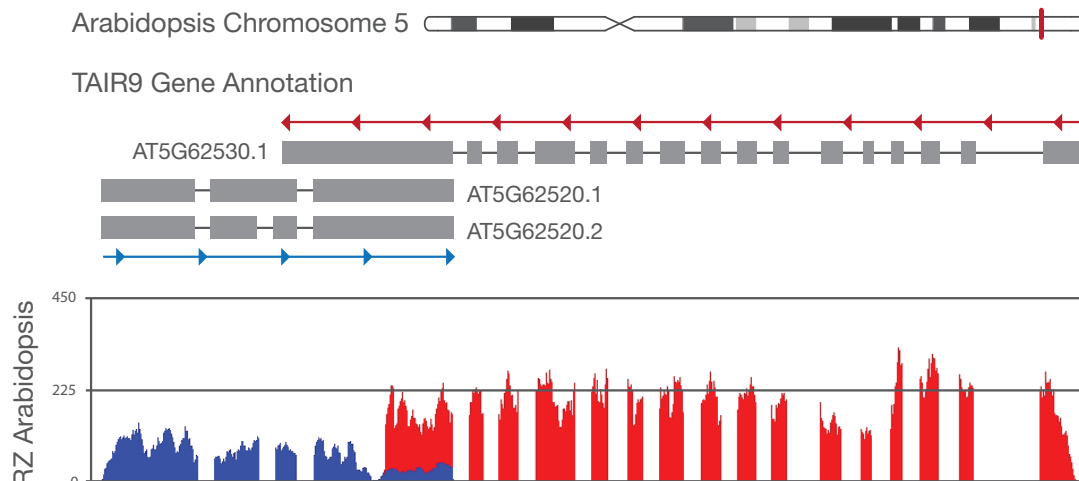 Arabidopsis Chromosome 5
TAIR9 Gene Annotation
AT5G62530.1
AT5G62520.1
AT5G62520.2
450
225
0
RZ Arabidopsis